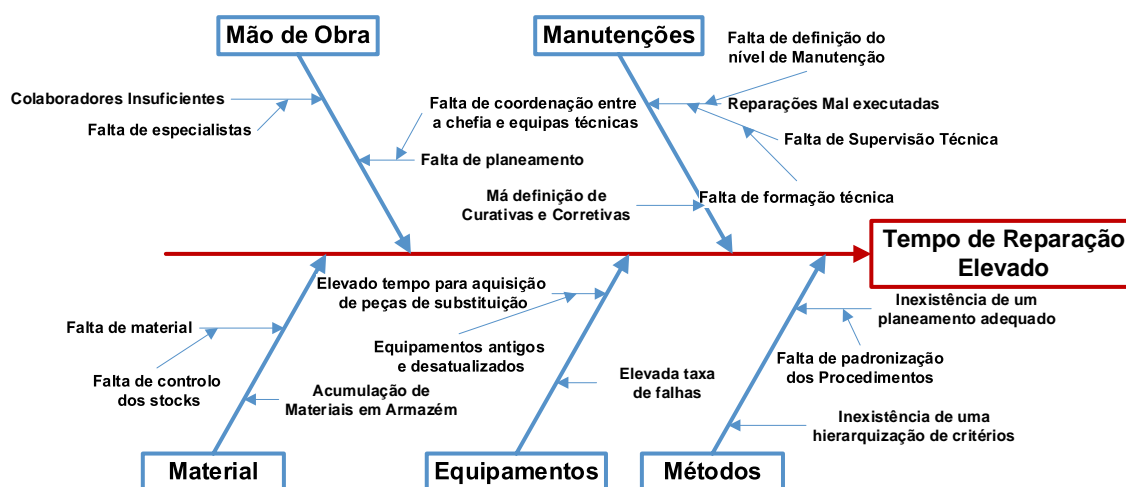 Mão de Obra
Manutenções
Falta de definição do
nível de Manutenção
Colaboradores Insuficientes
Falta de especialistas
Falta de coordenação entre
a chefia e equipas técnicas
Reparações Mal executadas
Falta de Supervisão Técnica
Falta de planeamento
Má definição de
Curativas e Corretivas
Falta de formação técnica
Tempo de Reparação
Elevado
Elevado tempo para aquisição
de peças de substituição
Inexistência de um
planeamento adequado
Falta de material
Equipamentos antigos
e desatualizados
Falta de padronização
dos Procedimentos
Falta de controlo
dos stocks
Acumulação de
Materiais em Armazém
Elevada taxa
de falhas
Inexistência de uma
hierarquização de critérios
Material
Equipamentos
Métodos